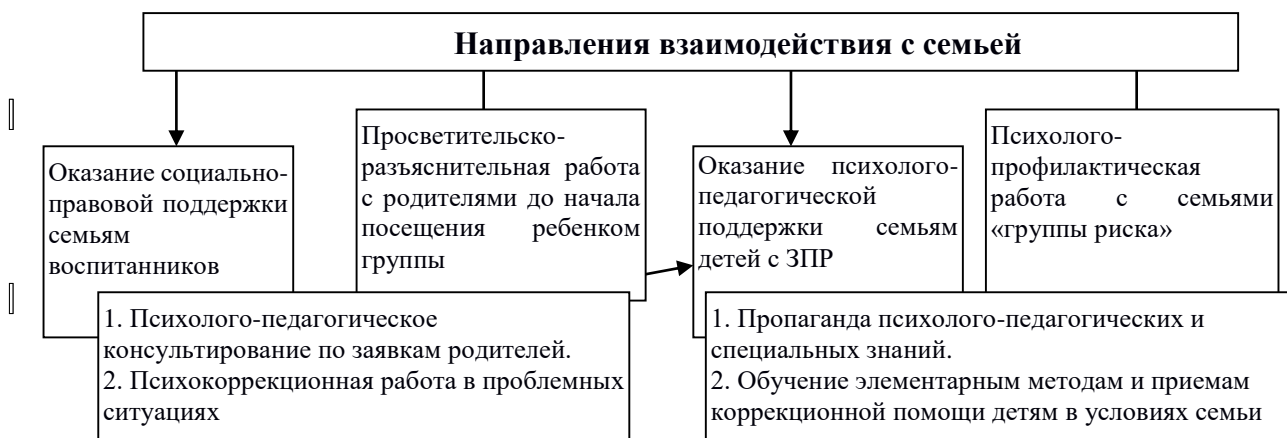 Направления взаимодействия с семьей
Оказание социально-
правовой поддержки
семьям
воспитанников
Просветительско-
разъяснительная работа
с родителями до начала
посещения ребенком
группы
Оказание психолого-
педагогической
поддержки семьям
детей с ЗПР
Психолого-
профилактическая
работа с семьями
«группы риска»
1. Психолого-педагогическое
консультирование по заявкам родителей.
2. Психокоррекционная работа в проблемных
ситуациях
1. Пропаганда психолого-педагогических и
специальных знаний.
2. Обучение элементарным методам и приемам
коррекционной помощи детям в условиях семьи